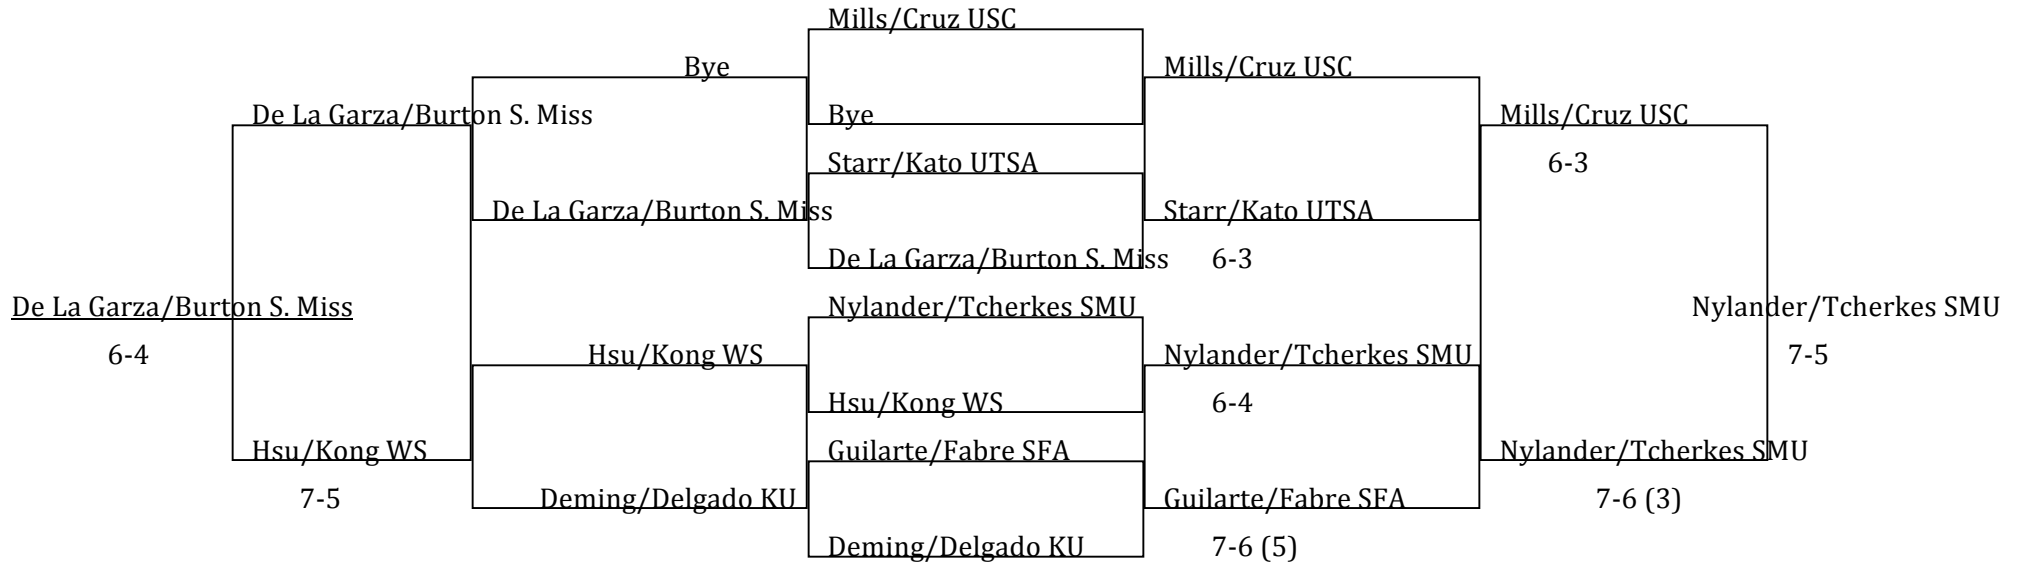 Mills/Cruz USC
Bye Mills/Cruz USC
De La Garza/Burton S. Miss Bye Mills/Cruz USC
Starr/Kato UTSA 6-3
De La Garza/Burton S. Miss Starr/Kato UTSA
De La Garza/Burton S. Miss 6-3
De La Garza/Burton S. Miss Nylander/Tcherkes SMU Nylander/Tcherkes SMU
6-4 Hsu/Kong WS Nylander/Tcherkes SMU 7-5
Hsu/Kong WS 6-4
Hsu/Kong WS Guilarte/Fabre SFA Nylander/Tcherkes SMU
7-5 Deming/Delgado KU Guilarte/Fabre SFA 7-6 (3)
Deming/Delgado KU 7-6 (5)